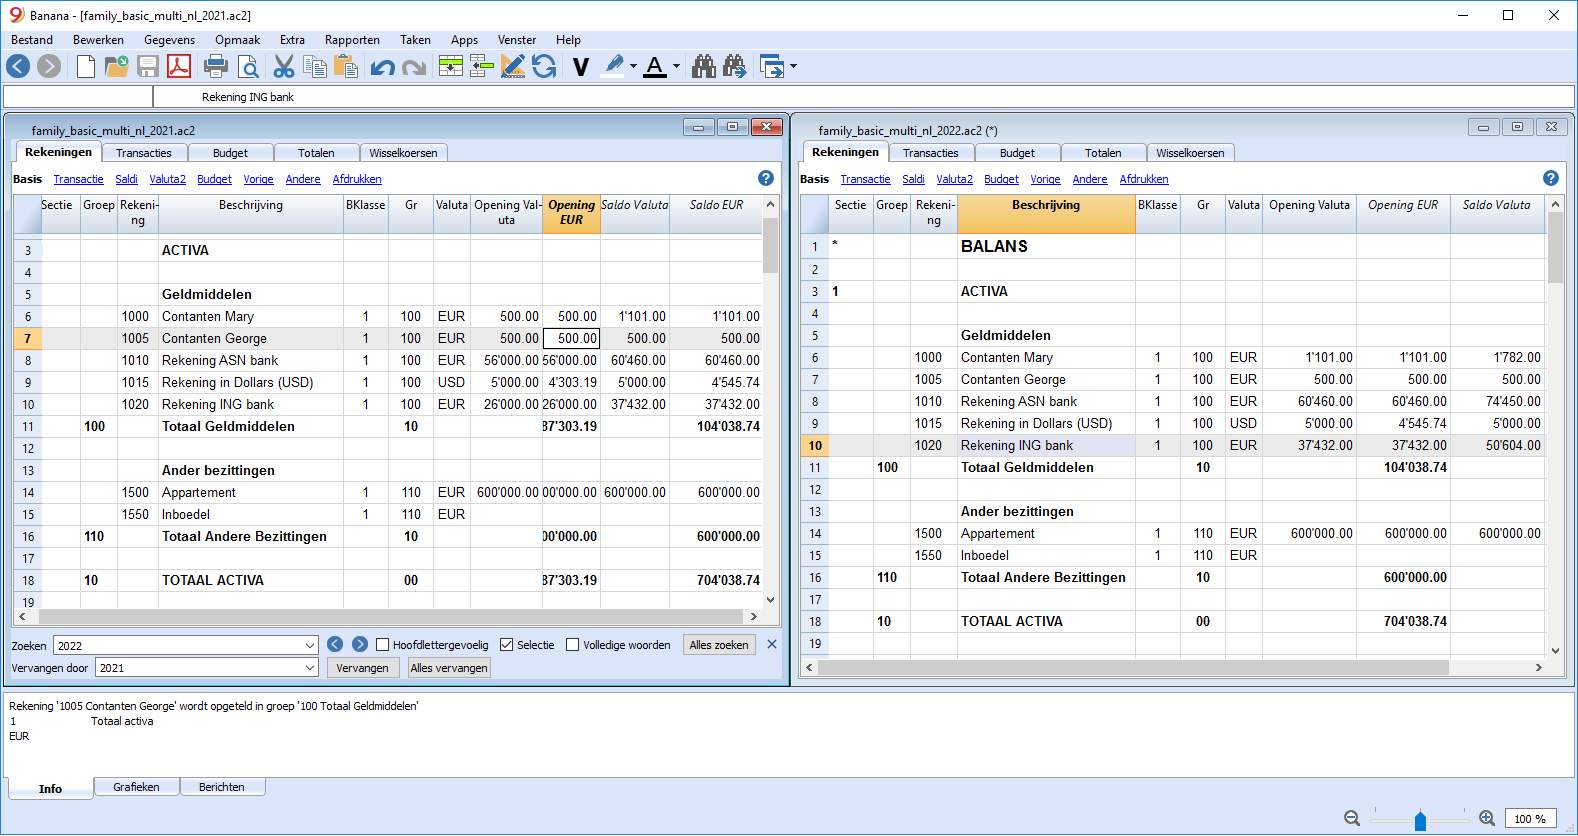 Banana - [family_basic_multi_nl_2021.ac2]
Bestand Bewerken Gegevens Opmaak Extra Rapporten Taken Apps Venster Help
Rekening ING bank
family_basic_multi_nl_2021.ac2
Rekeningen Transacties Budget Totalen Wisselkoersen
Basis Transactie Saldi Valuta2 Budget Vorige Andere Afdrukken
Sectie Groep Rekeni- Beschrijving BKlasse Gr Valuta Opening Val- Opening Saldo Valuta Saldo EUR
ng uta EUR
3 ACTIVA
4
5 Geldmiddelen
6 1000 Contanten Mary 1 100 EUR 500.00 500.00 1'101.00 1'101.00
7 1005 Contanten George 1 100 EUR 500.00 500.00 500.00 500.00
8 1010 Rekening ASN bank 1 100 EUR 56'000.00 56'000.00 60'460.00 60'460.00
9 1015 Rekening in Dollars (USD) 1 100 USD 5'000.00 4'303.19 5'000.00 4'545.74
10 1020 Rekening ING bank 1 100 EUR 26'000.00 26'000.00 37'432.00 37'432.00
11 100 Totaal Geldmiddelen 10 87'303.19 104'038.74
12
13 Ander bezittingen
14 1500 Appartement 1 110 EUR 600'000.00 00'000.00 600'000.00 600'000.00
15 1550 Inboedel 1 110 EUR
16 110 Totaal Andere Bezittingen 10 00'000.00 600'000.00
17
18 10 TOTAAL ACTIVA 00 87'303.19 704'038.74
19
Zoeken 2022 Hoofdlettergevoelig Selectie Volledige woorden Alles zoeken
Vervangen door 2021 Vervangen Alles vervangen
family_basic_multi_nl_2022.ac2 (*)
Rekeningen Transacties Budget Totalen Wisselkoersen
Basis Transactie Saldi Valuta2 Budget Vorige Andere Afdrukken
Sectie Groep Rekeni- Beschrijving BKlasse Gr Valuta Opening Valuta Opening EUR Saldo Valuta
ng
1 * BALANS
2
3 1 ACTIVA
4
5 Geldmiddelen
6 1000 Contanten Mary 1 100 EUR 1'101.00 1'101.00 1'782.00
7 1005 Contanten George 1 100 EUR 500.00 500.00 500.00
8 1010 Rekening ASN bank 1 100 EUR 60'460.00 60'460.00 74'450.00
9 1015 Rekening in Dollars (USD) 1 100 USD 5'000.00 4'545.74 5'000.00
10 1020 Rekening ING bank 1 100 EUR 37'432.00 37'432.00 50'604.00
11 100 Totaal Geldmiddelen 10 104'038.74
12
13 Ander bezittingen
14 1500 Appartement 1 110 EUR 600'000.00 600'000.00 600'000.00
15 1550 Inboedel 1 110 EUR
16 110 Totaal Andere Bezittingen 10 600'000.00
17
18 10 TOTAAL ACTIVA 00 704'038.74
19
Rekening '1005 Contanten George' wordt opgeteld in groep '100 Totaal Geldmiddelen'
1 Totaal activa
EUR
Info Grafieken Berichten
100 %